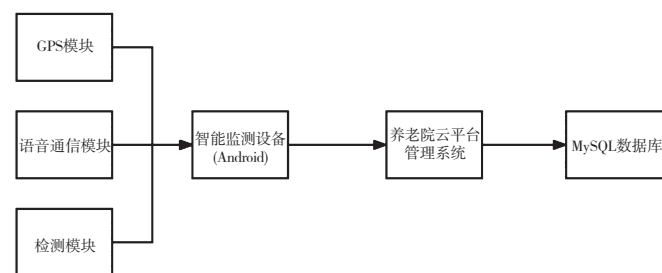 GPS模块
语音通信模块
检测模块
智能监测设备
(Android)
养老院云平台
管理系统
MySQL数据库